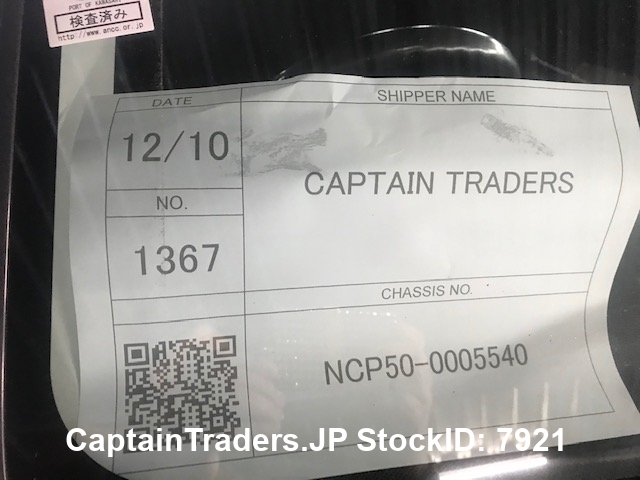 PORT OF KAWASAKI
検査済み
http://www.anoo.or.jp
DATE
SHIPPER NAME
12/10
CAPTAIN TRADERS
NO.
1367
CHASSIS NO.
NCP50-0005540
CaptainTraders.JP StockID: 7921